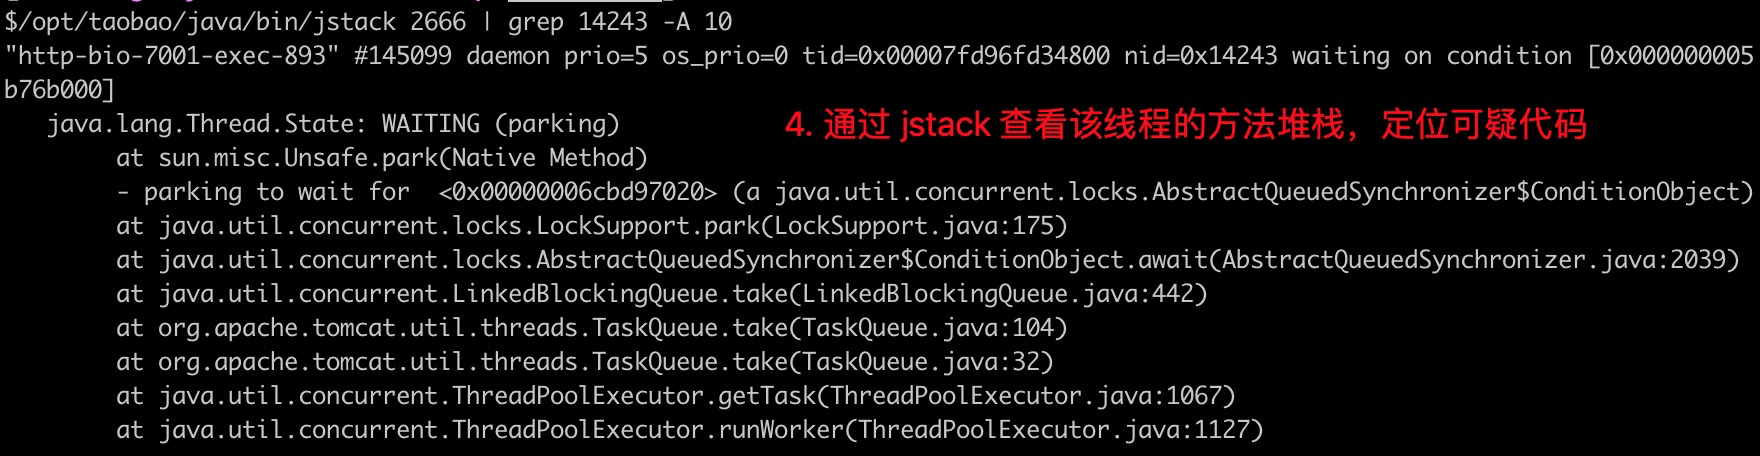 $/opt/taobao/java/bin/jstack 2666 | grep 14243 -A 10
"http-bio-7001-exec-893" #145099 daemon prio=5 os_prio=0 tid=0x00007fd96fd34800 nid=0x14243 waiting on condition [0x000000005
b76b000]
java.lang.Thread.State: WAITING (parking)
4. 通过 jstack 查看该线程的方法堆栈，定位可疑代码
at sun.misc.Unsafe.park(Native Method)
- parking to wait for  <0x00000006cbd97020> (a java.util.concurrent.locks.AbstractQueuedSynchronizer$ConditionObject)
at java.util.concurrent.locks.LockSupport.park(LockSupport.java:175)
at java.util.concurrent.locks.AbstractQueuedSynchronizer$ConditionObject.await(AbstractQueuedSynchronizer.java:2039)
at java.util.concurrent.LinkedBlockingQueue.take(LinkedBlockingQueue.java:442)
at org.apache.tomcat.util.threads.TaskQueue.take(TaskQueue.java:104)
at org.apache.tomcat.util.threads.TaskQueue.take(TaskQueue.java:32)
at java.util.concurrent.ThreadPoolExecutor.getTask(ThreadPoolExecutor.java:1067)
at java.util.concurrent.ThreadPoolExecutor.runWorker(ThreadPoolExecutor.java:1127)